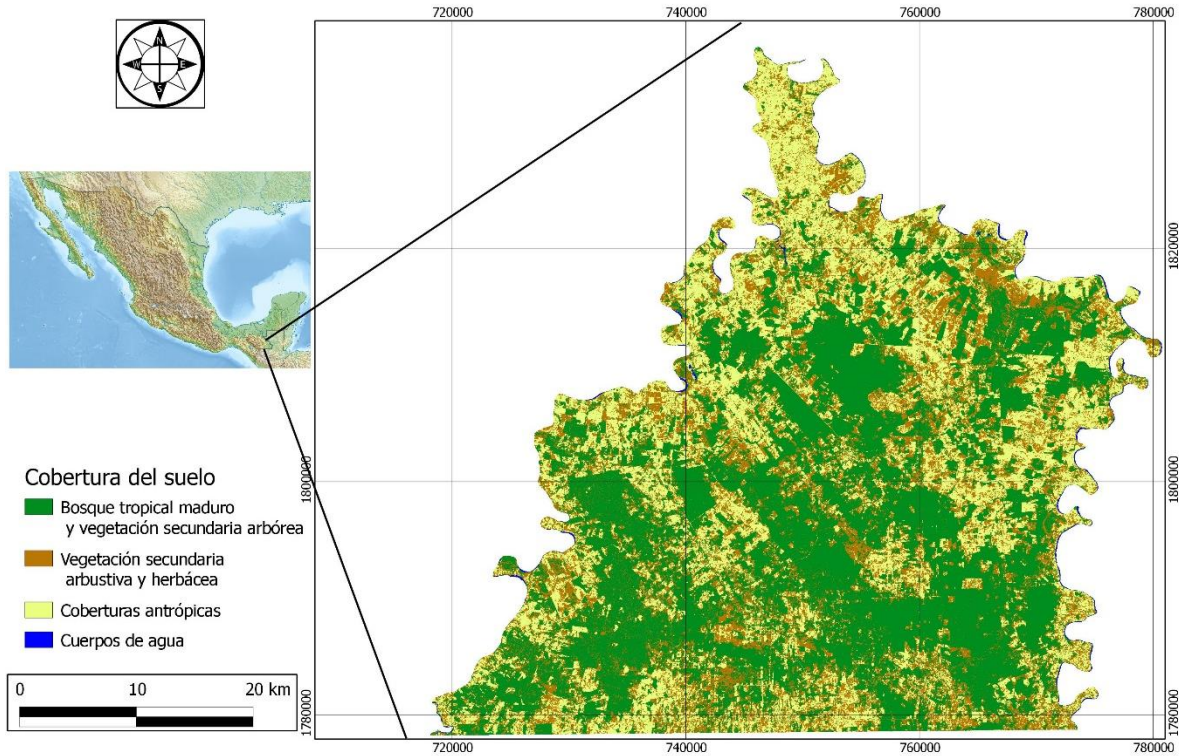 720000
740000
760000
780000
N
W
E
S
1820000
1800000
1800000
1780000
1780000
Cobertura del suelo
Bosque tropical maduro
y vegetación secundaria arbórea
Vegetación secundaria
arbustiva y herbácea
Coberturas antrópicas
Cuerpos de agua
0 10 20 km
720000
740000
760000
780000